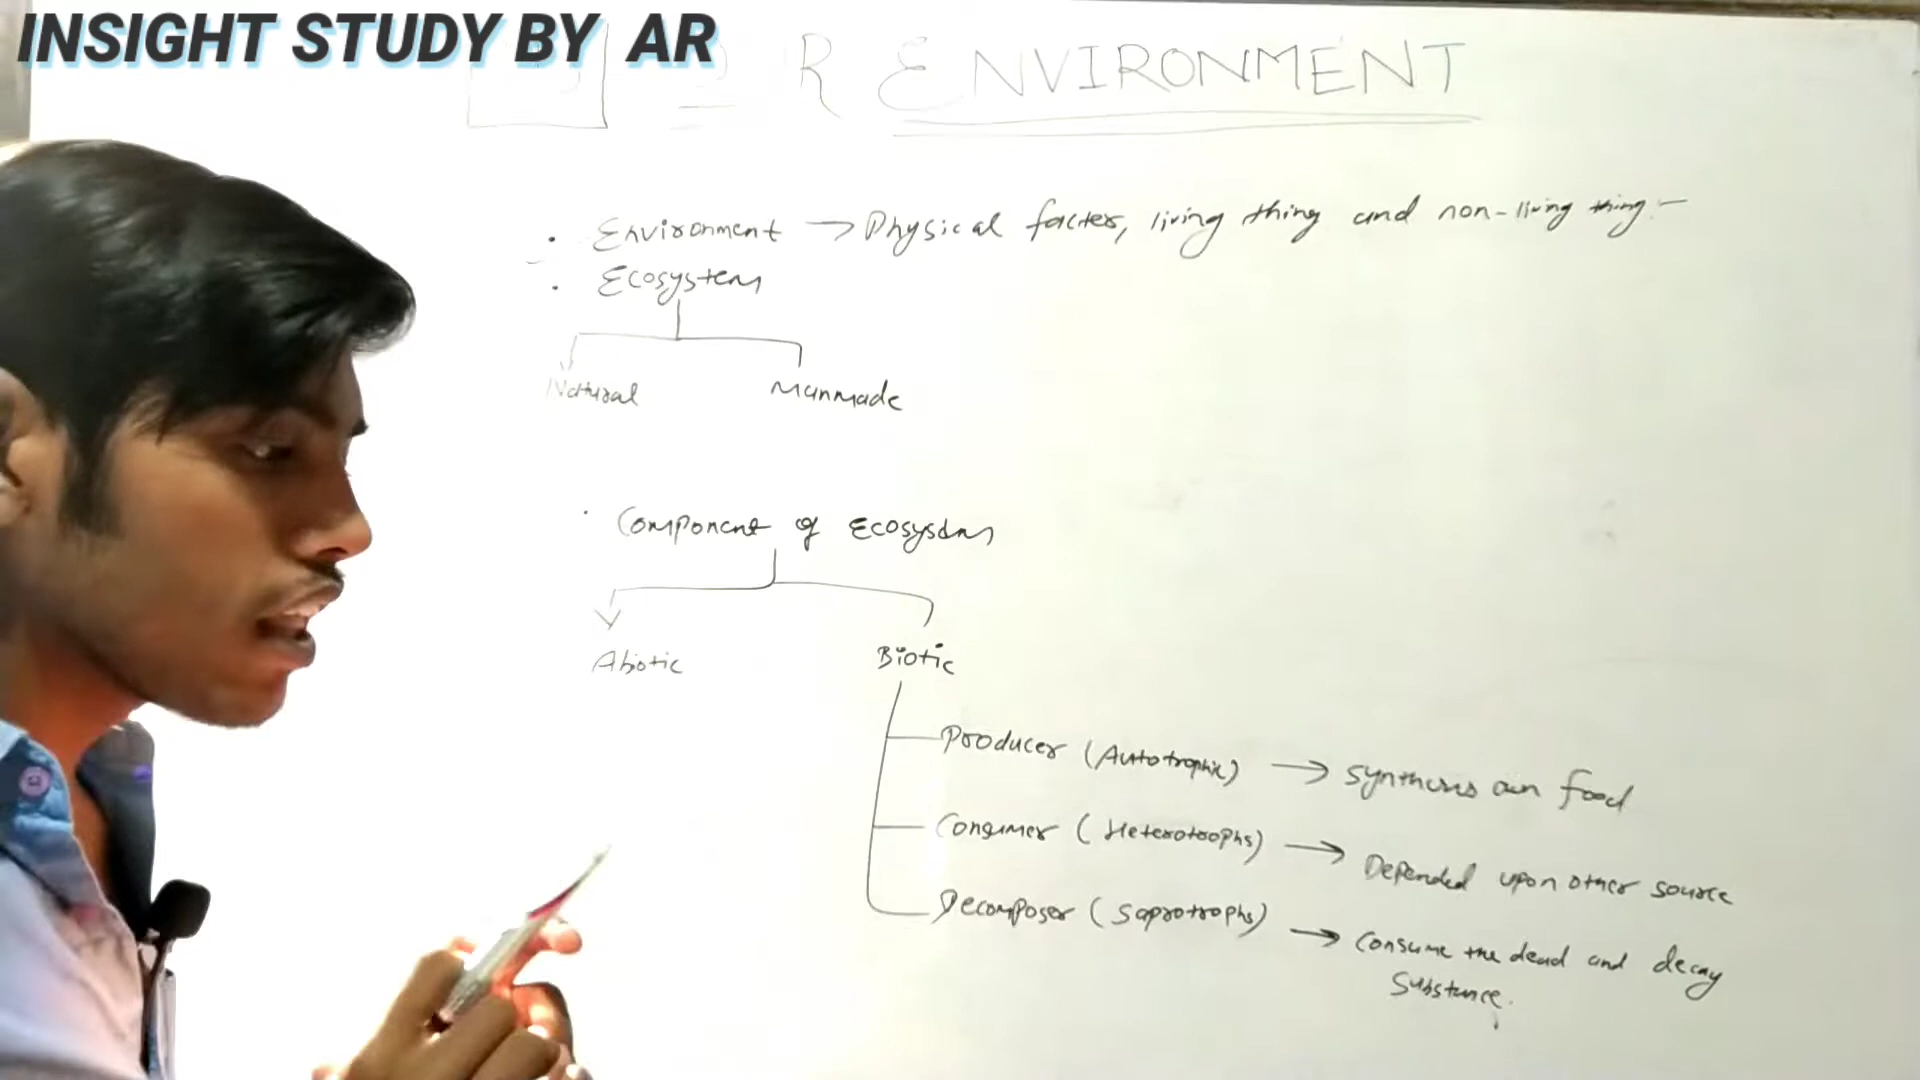 INSIGHT STUDY BY AR
R ENVIRONMENT
• Environment → Physical facters, living thing and non-living thing :-
• Ecosystem
Natural Manmade
• Component of Ecosystem
Abiotic Biotic
Producer (Autotrophic) → Synthesis own food
Consumer (Heterotrophs) → Depended upon other source
Decomposer (Saprotrophs) → Consume the dead and decay
Substance.